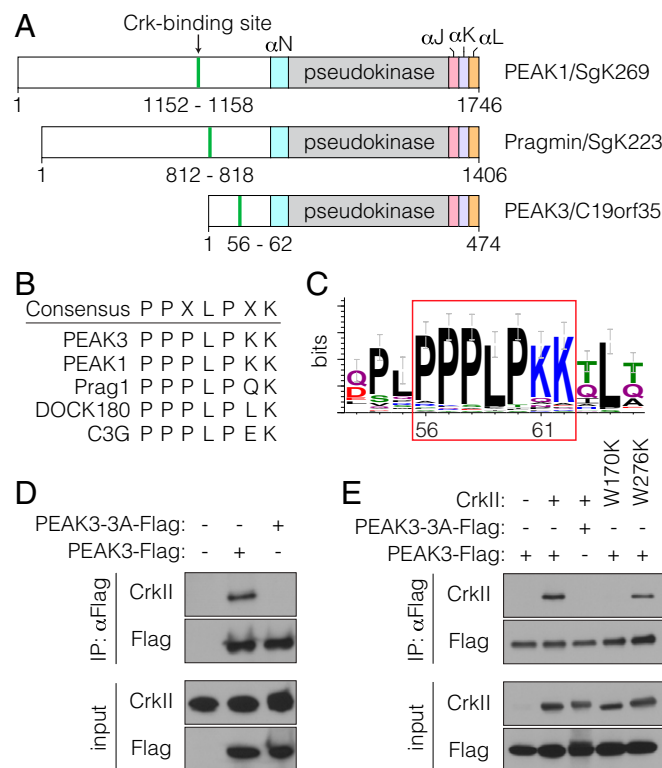 A
Crk-binding site
αN
αJ
αK
αL
pseudokinase
PEAK1/SgK269
1
1152 - 1158
1746
pseudokinase
Pragmin/SgK223
1
812 - 818
1406
pseudokinase
PEAK3/C19orf35
1
56 - 62
474
B
Consensus P P X L P X K
PEAK3 P P P L P K K
PEAK1 P P P L P K K
Prag1 P P P L P Q K
DOCK180 P P P L P L K
C3G P P P L P E K
C
bits
Q P L P P P L P K K T L T
E S Q Q
56
61
D
PEAK3-3A-Flag: - - +
PEAK3-Flag: - + -
IP: αFlag
CrkII
Flag
input
CrkII
Flag
E
W170K
W276K
CrkII: - + +
PEAK3-3A-Flag: - - + - -
PEAK3-Flag: + + - + +
IP: αFlag
CrkII
Flag
input
CrkII
Flag